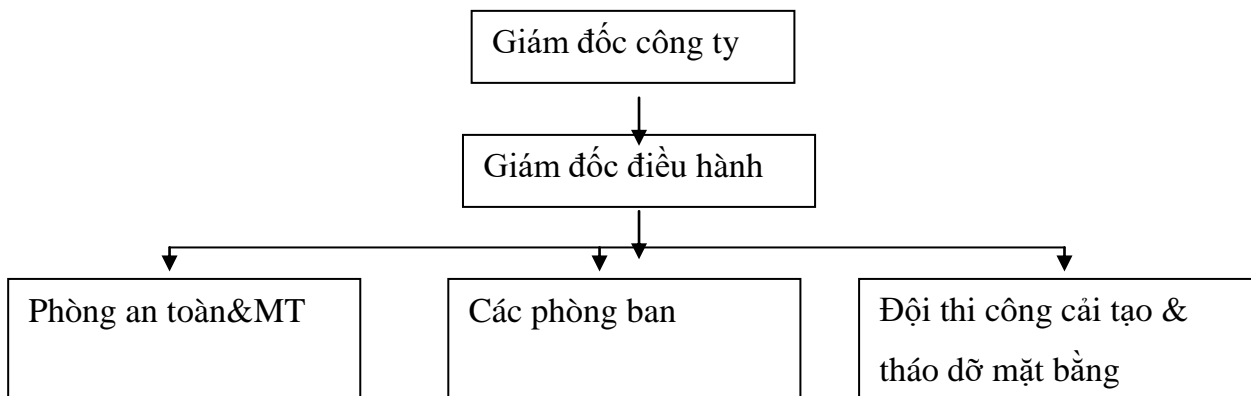 Giám đốc công ty
Giám đốc điều hành
Phòng an toàn&MT
Các phòng ban
Đội thi công cải tạo &
tháo dỡ mặt bằng